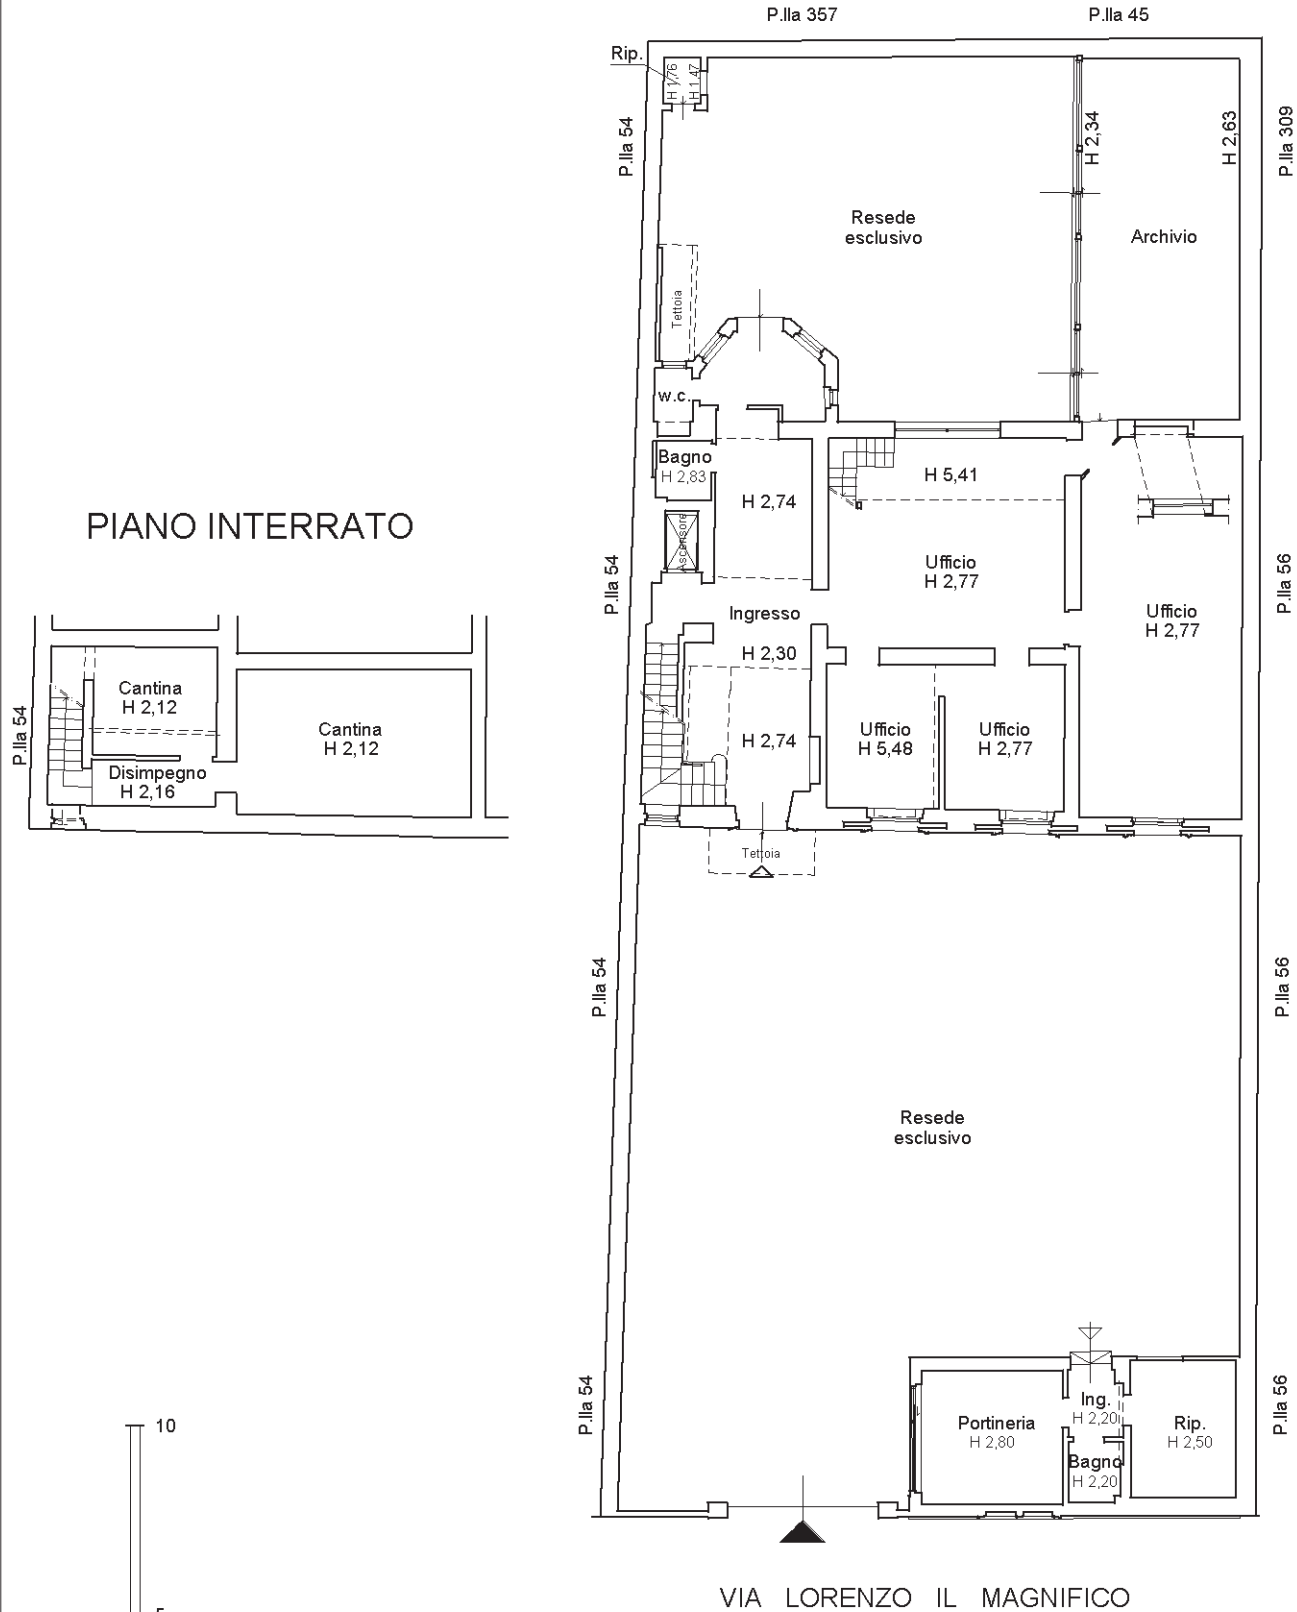 P.lla 357
P.lla 45
Rip.
H 1,76
H 1,47
P.lla 54
H 2,34
H 2,63
P.lla 309
Resede
esclusivo
Archivio
Tettoia
w.c.
Bagno
H 2,83
H 2,74
H 5,41
Ascensore
PIANO INTERRATO
P.lla 54
Ufficio
H 2,77
P.lla 56
Ingresso
H 2,30
Ufficio
H 2,77
Cantina
H 2,12
P.lla 54
Cantina
H 2,12
Disimpegno
H 2,16
H 2,74
Ufficio
H 5,48
Ufficio
H 2,77
Tettoia
P.lla 54
P.lla 56
Resede
esclusivo
P.lla 54
P.lla 56
Ing.
H 2,20
Portineria
H 2,80
Rip.
H 2,50
Bagno
H 2,20
10
VIA LORENZO IL MAGNIFICO